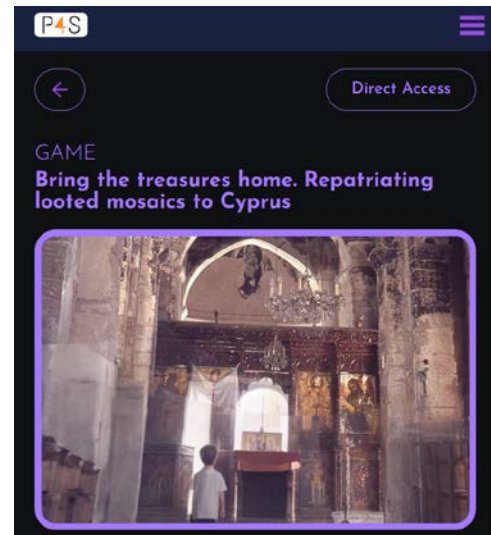 P4S
Direct Access
GAME
Bring the treasures home. Repatriating
looted mosaics to Cyprus